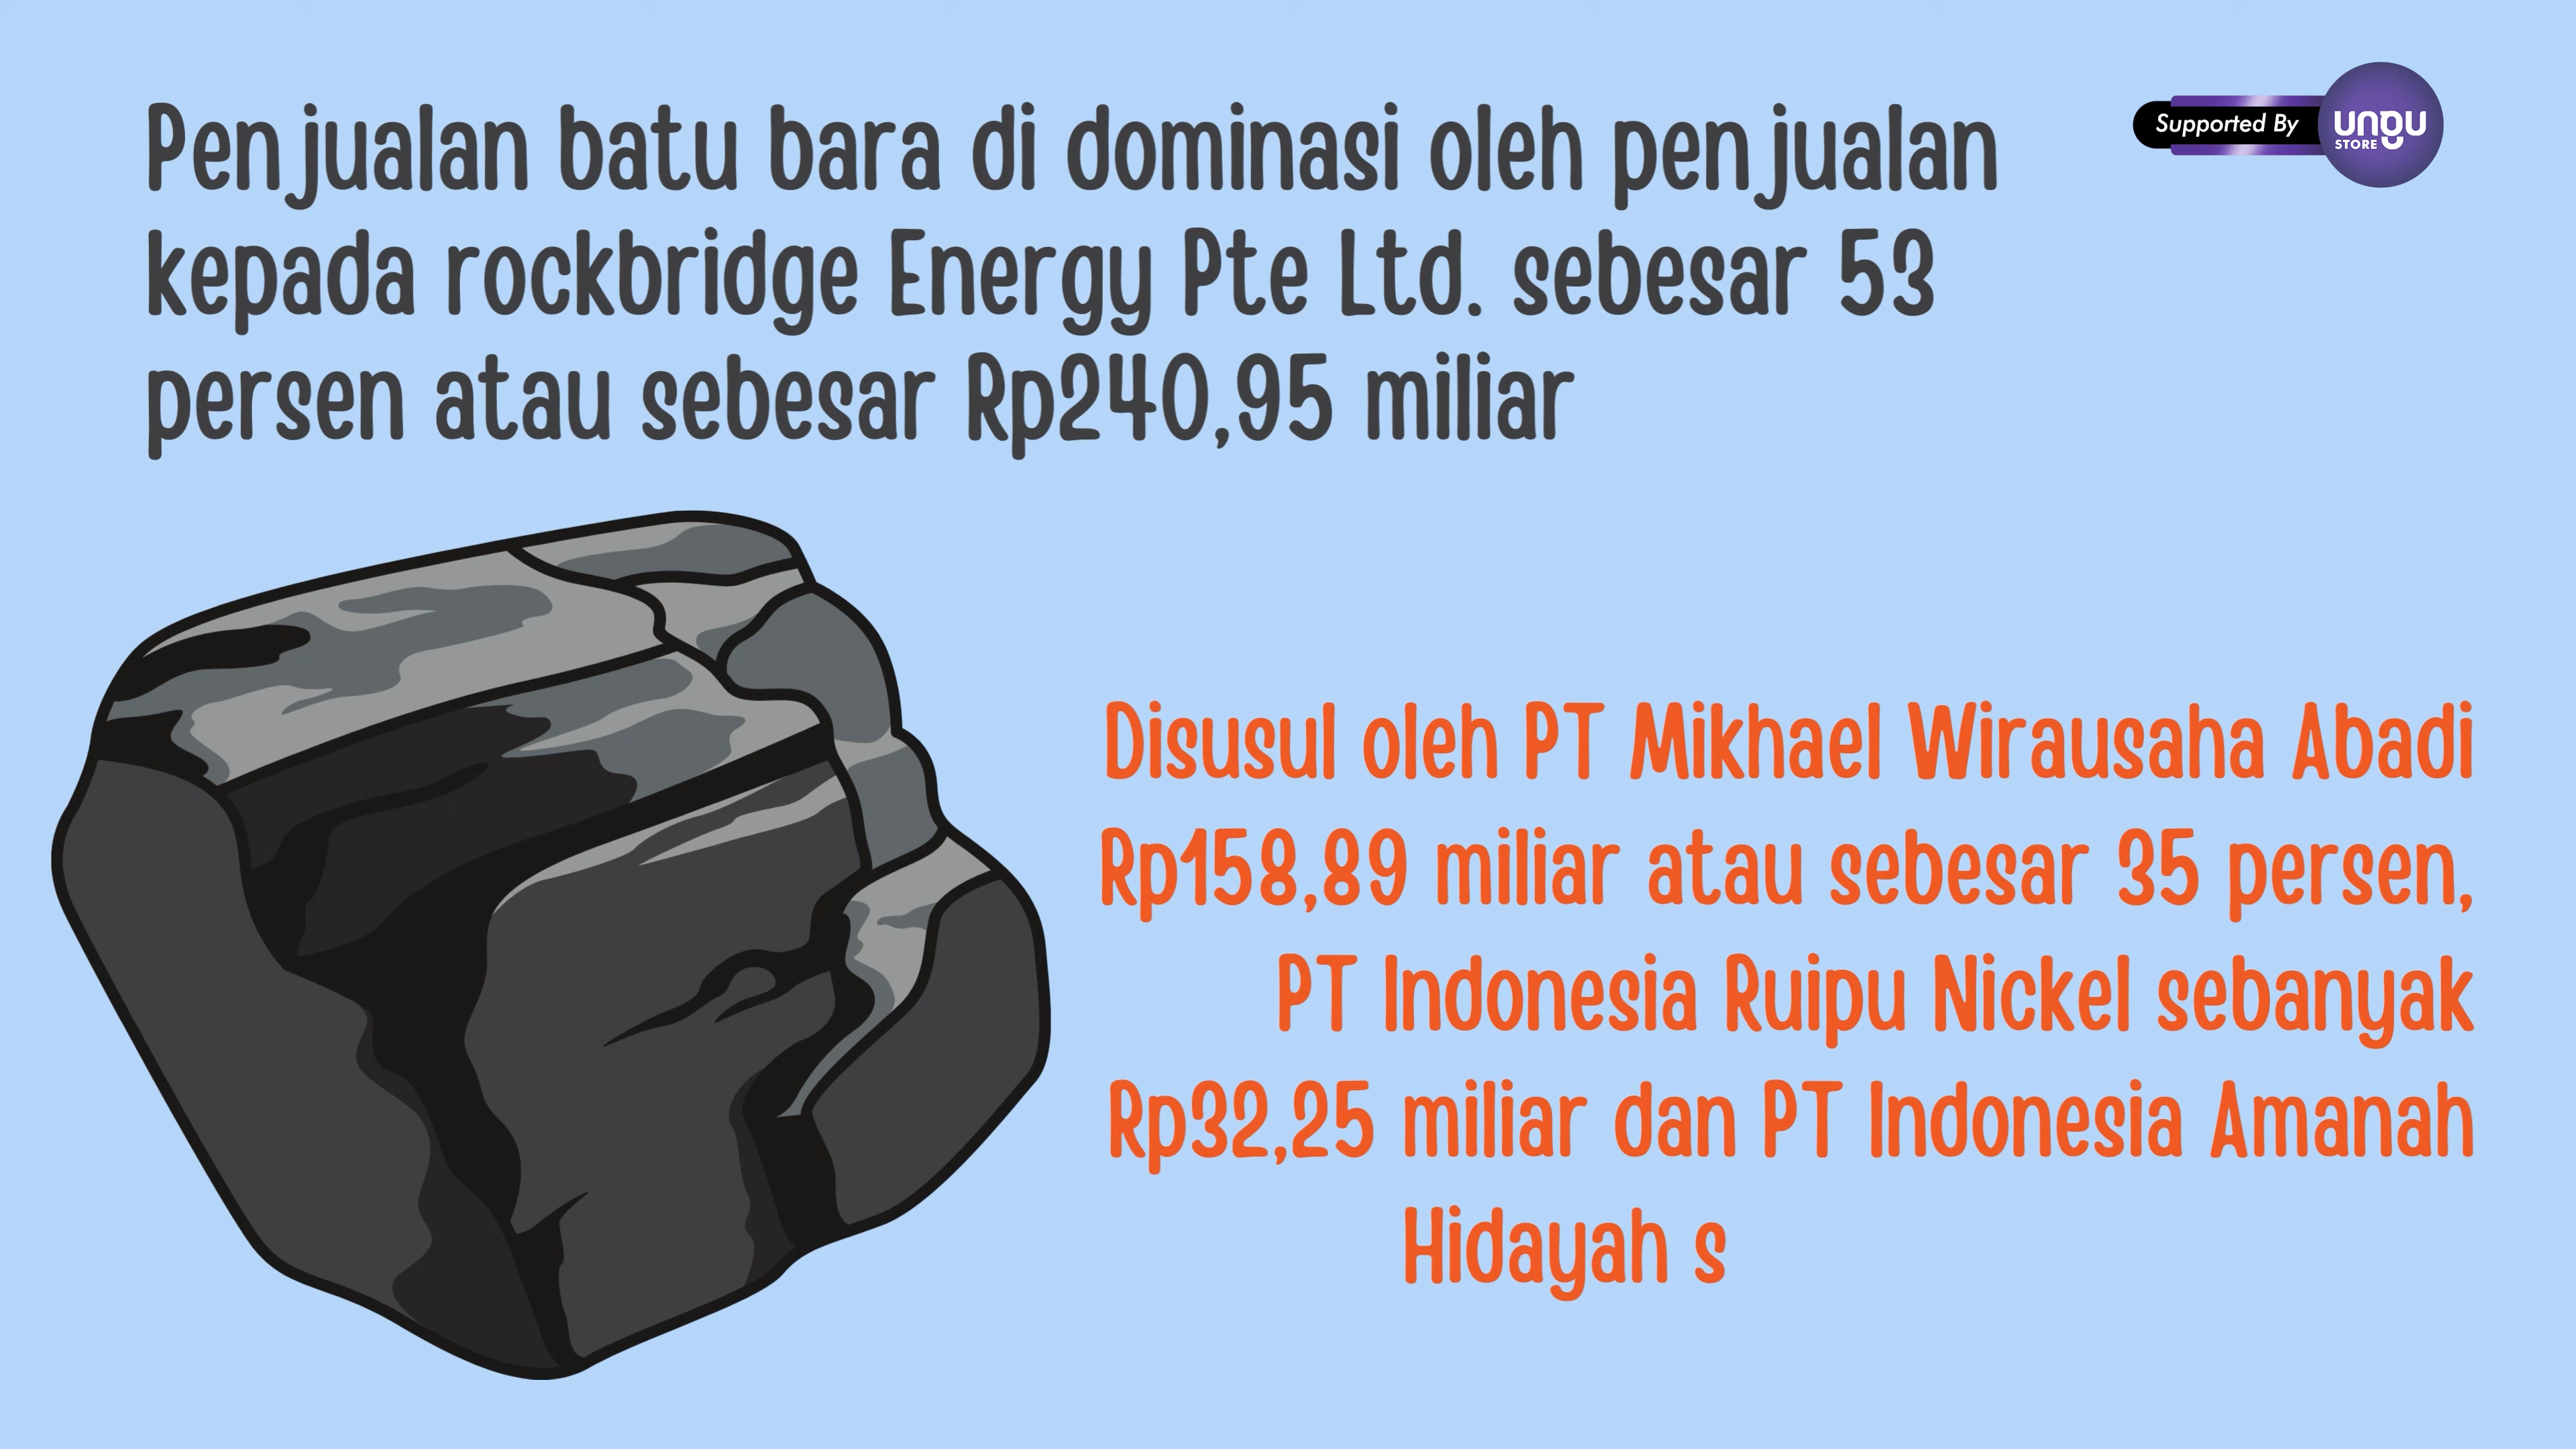 Penjualan batu bara di dominasi oleh penjualan
kepada rockbridge Energy Pte Ltd. sebesar 53
persen atau sebesar Rp240,95 miliar
Supported By
ungu
STORE
Disusul oleh PT Mikhael Wirausaha Abadi
Rp158,89 miliar atau sebesar 35 persen,
PT Indonesia Ruipu Nickel sebanyak
Rp32,25 miliar dan PT Indonesia Amanah
Hidayah s